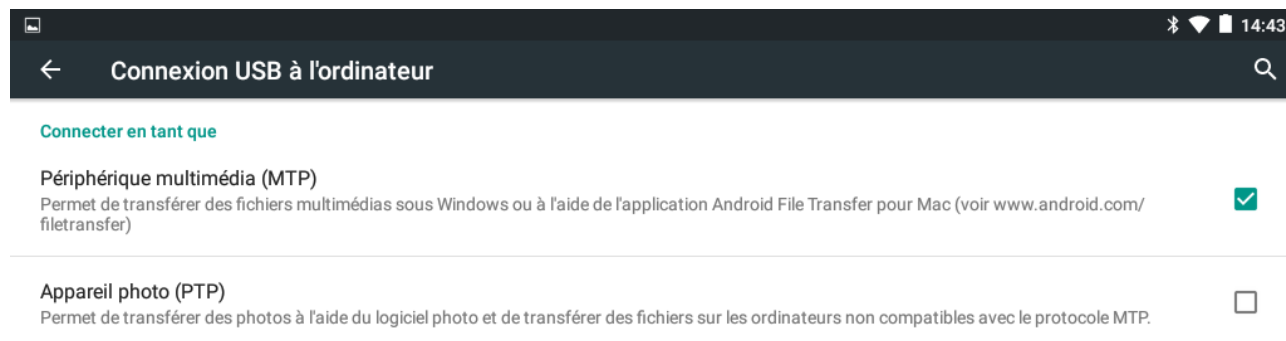 14:43
Connexion USB à l'ordinateur
Connecter en tant que
Périphérique multimédia (MTP)
Permet de transférer des fichiers multimédias sous Windows ou à l'aide de l'application Android File Transfer pour Mac (voir www.android.com/
filetransfer)
Appareil photo (PTP)
Permet de transférer des photos à l'aide du logiciel photo et de transférer des fichiers sur les ordinateurs non compatibles avec le protocole MTP.